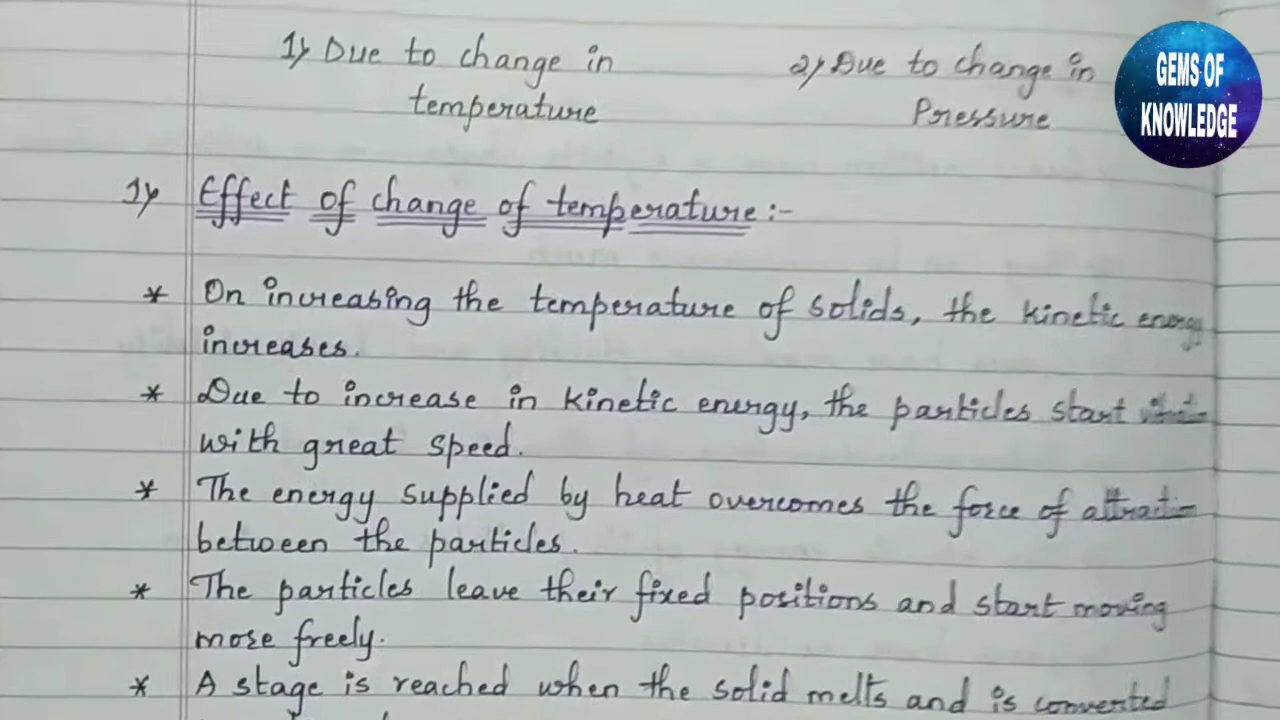 1) Due to change in
temperature
2) Due to change in
Pressure
GEMS OF
KNOWLEDGE
1) Effect of change of temperature :-
* On increasing the temperature of solids, the kinetic energy
increases.
* Due to increase in kinetic energy, the particles start
with great speed.
* The energy supplied by heat overcomes the force of attraction
between the particles.
* The particles leave their fixed positions and start moving
more freely.
* A stage is reached when the solid melts and is converted